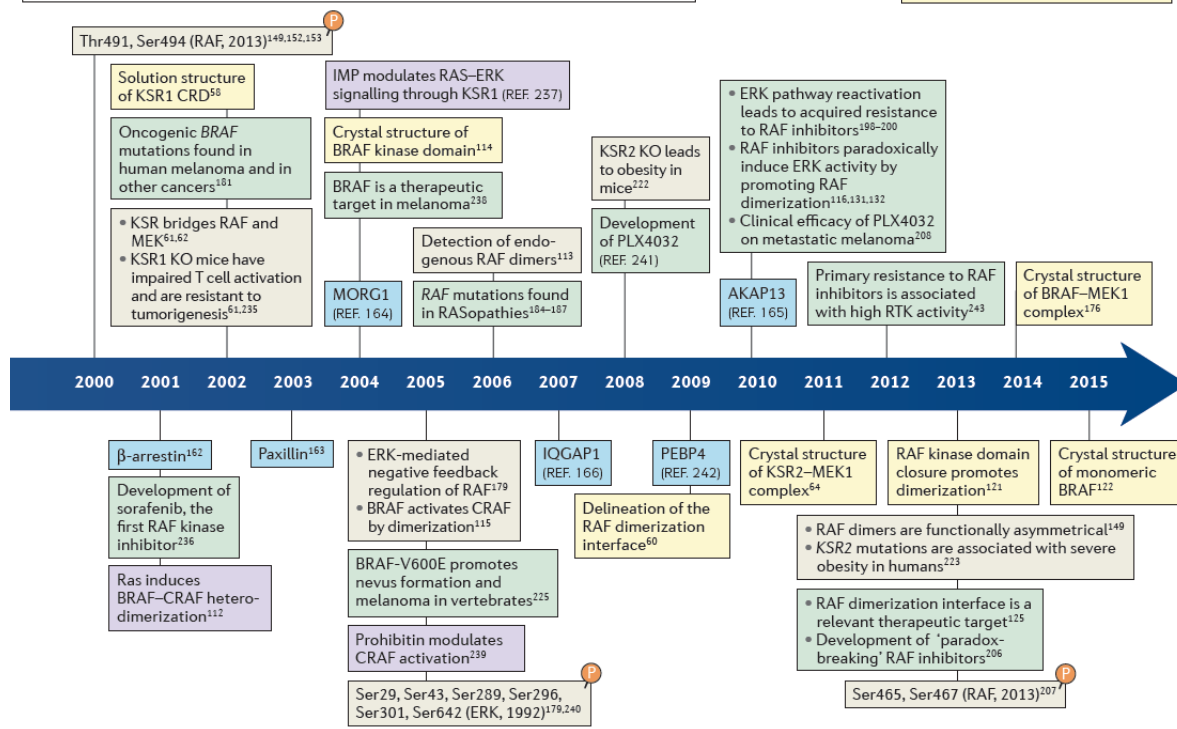 P
Thr491, Ser494 (RAF, 2013)149,152,153
Solution structure
of KSR1 CRD58
Oncogenic BRAF
mutations found in
human melanoma and in
other cancers181
• KSR bridges RAF and
MEK61,62
• KSR1 KO mice have
impaired T cell activation
and are resistant to
tumorigenesis61,235
IMP modulates RAS–ERK
signalling through KSR1 (REF. 237)
Crystal structure of
BRAF kinase domain114
BRAF is a therapeutic
target in melanoma238
MORG1
(REF. 164)
Detection of endo-
genous RAF dimers113
RAF mutations found
in RASopathies184–187
KSR2 KO leads
to obesity in
mice222
Development
of PLX4032
(REF. 241)
• ERK pathway reactivation
leads to acquired resistance
to RAF inhibitors198–200
• RAF inhibitors paradoxically
induce ERK activity by
promoting RAF
dimerization116,131,132
• Clinical efficacy of PLX4032
on metastatic melanoma208
AKAP13
(REF. 165)
Primary resistance to RAF
inhibitors is associated
with high RTK activity243
Crystal structure
of BRAF–MEK1
complex176
2000 2001 2002 2003 2004 2005 2006 2007 2008 2009 2010 2011 2012 2013 2014 2015
β-arrestin162
Development of
sorafenib, the
first RAF kinase
inhibitor236
Ras induces
BRAF–CRAF hetero-
dimerization112
Paxillin163
• ERK-mediated
negative feedback
regulation of RAF179
• BRAF activates CRAF
by dimerization115
BRAF-V600E promotes
nevus formation and
melanoma in vertebrates225
Prohibitin modulates
CRAF activation239
P
Ser29, Ser43, Ser289, Ser296,
Ser301, Ser642 (ERK, 1992)179,240
IQGAP1
(REF. 166)
PEBP4
(REF. 242)
Delineation of the
RAF dimerization
interface60
Crystal structure
of KSR2–MEK1
complex64
RAF kinase domain
closure promotes
dimerization121
Crystal structure
of monomeric
BRAF122
• RAF dimers are functionally asymmetrical149
• KSR2 mutations are associated with severe
obesity in humans223
• RAF dimerization interface is a
relevant therapeutic target125
• Development of ‘paradox-
breaking’ RAF inhibitors206
P
Ser465, Ser467 (RAF, 2013)207